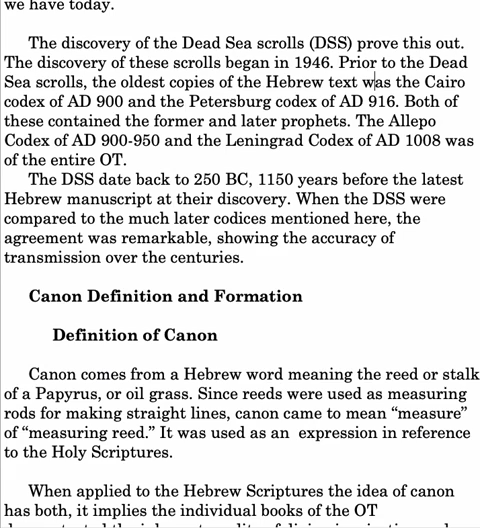 we have today.
The discovery of the Dead Sea scrolls (DSS) prove this out.
The discovery of these scrolls began in 1946. Prior to the Dead
Sea scrolls, the oldest copies of the Hebrew text was the Cairo
codex of AD 900 and the Petersburg codex of AD 916. Both of
these contained the former and later prophets. The Allepo
Codex of AD 900-950 and the Leningrad Codex of AD 1008 was
of the entire OT.
The DSS date back to 250 BC, 1150 years before the latest
Hebrew manuscript at their discovery. When the DSS were
compared to the much later codices mentioned here, the
agreement was remarkable, showing the accuracy of
transmission over the centuries.
Canon Definition and Formation
Definition of Canon
Canon comes from a Hebrew word meaning the reed or stalk
of a Papyrus, or oil grass. Since reeds were used as measuring
rods for making straight lines, canon came to mean “measure”
of “measuring reed.” It was used as an expression in reference
to the Holy Scriptures.
When applied to the Hebrew Scriptures the idea of canon
has both, it implies the individual books of the OT